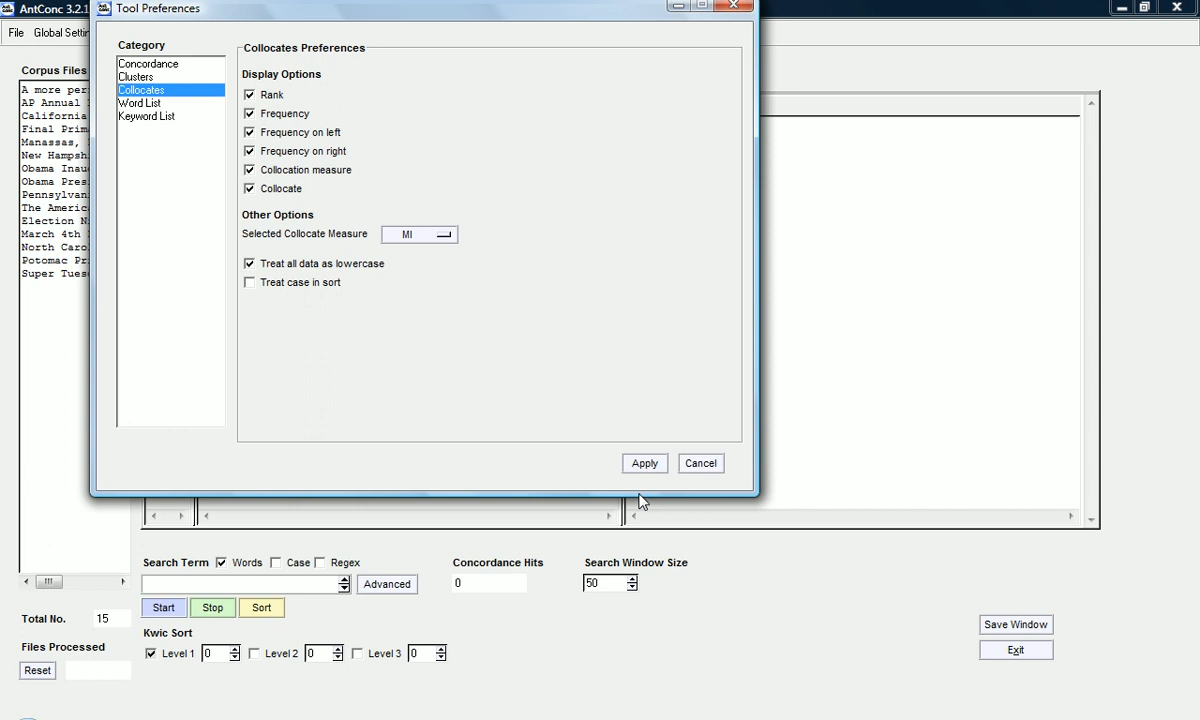 AntConc 3.2.1
Tool Preferences
File Global Settin
Category
Concordance
Clusters
Collocates
Word List
Keyword List
Collocates Preferences
Display Options
Rank
Frequency
Frequency on left
Frequency on right
Collocation measure
Collocate
Other Options
Selected Collocate Measure MI
Treat all data as lowercase
Treat case in sort
Apply Cancel
Corpus Files
A more per
AP Annual
California
Final Prim
Manassas,
New Hampsh
Obama Inau
Obama Pres
Pennsylvan
The Americ
Election N
March 4th
North Caro
Potomac Pr
Super Tues
Total No. 15
Files Processed
Reset
Search Term Words Case Regex
Advanced
Start Stop Sort
Kwic Sort
Level 1 0 Level 2 0 Level 3 0
Concordance Hits
0
Search Window Size
50
Save Window
Exit